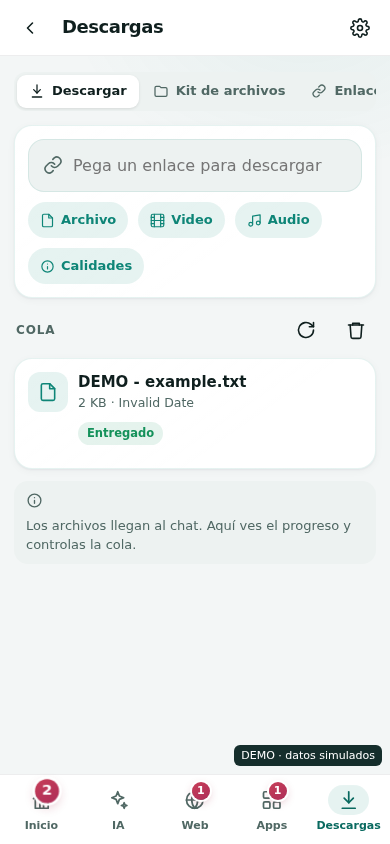 Descargas
Descargar
Kit de archivos
Enlace
Pega un enlace para descargar
Archivo
Video
Audio
Calidades
COLA
DEMO - example.txt
2 KB · Invalid Date
Entregado
Los archivos llegan al chat. Aquí ves el progreso y
controlas la cola.
DEMO · datos simulados
2
1
1
Inicio
IA
Web
Apps
Descargas